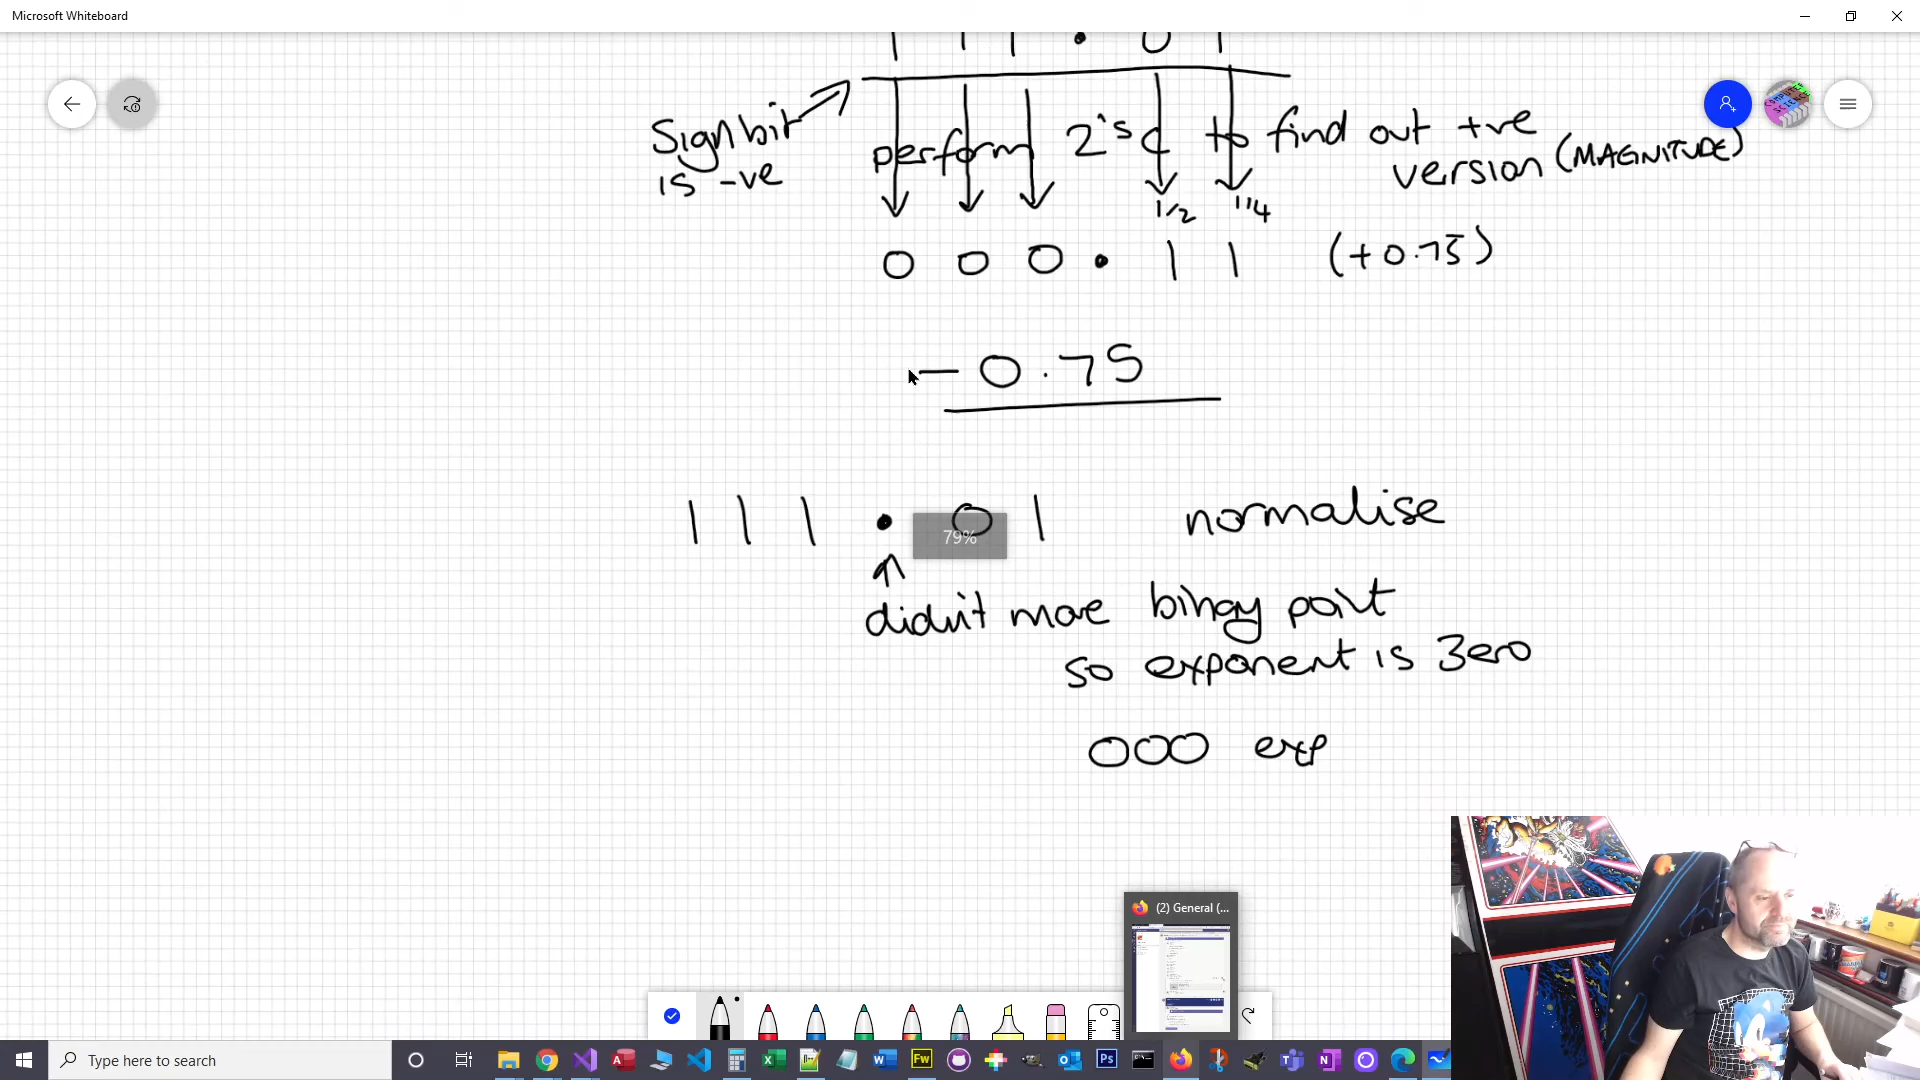 Microsoft Whiteboard
1 1 1 . 0 1
Sign bit
is -ve
perform 2's c to find out +ve
version (MAGNITUDE)
1/2 1/4
0 0 0 . 1 1 (+0.75)
- 0.75
1 1 1 . 0 1 normalise
79%
didn't move binary point
so exponent is zero
000 exp
(2) General (...
Type here to search